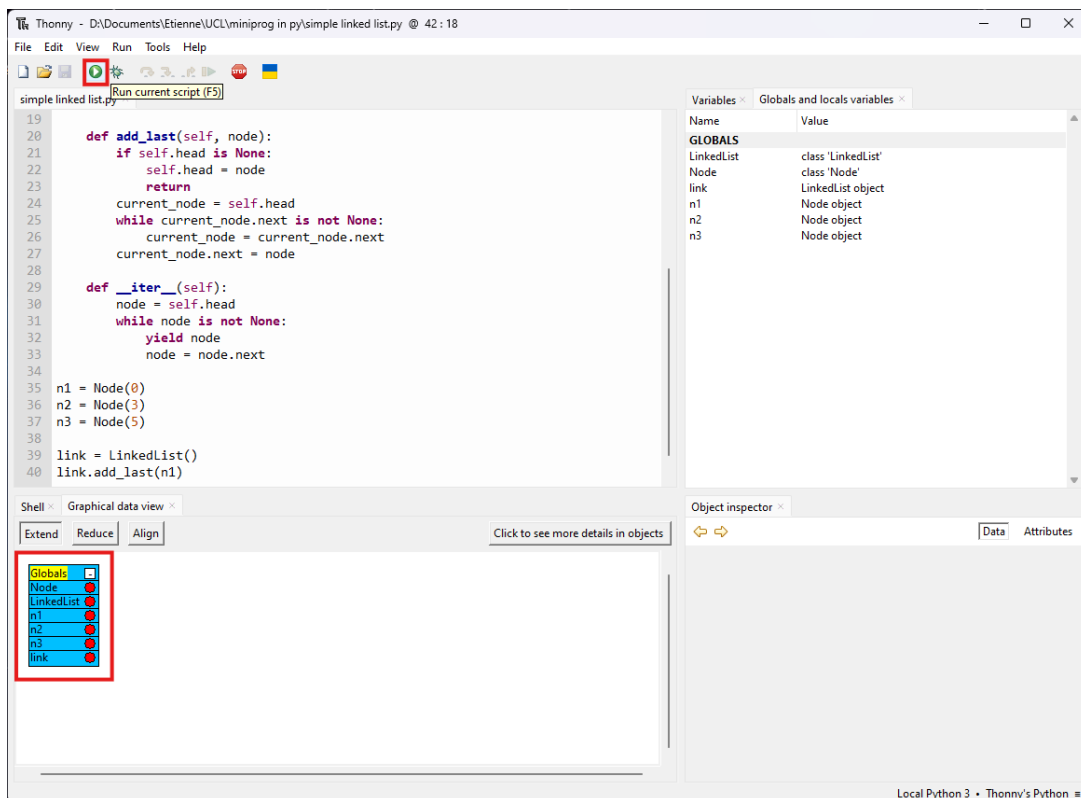 Thonny - D:\Documents\Etienne\UCL\miniprog in py\simple linked list.py @ 42 : 18
File Edit View Run Tools Help
STOP
Run current script (F5)
simple linked list.py
19
20 def add_last(self, node):
21 if self.head is None:
22 self.head = node
23 return
24 current_node = self.head
25 while current_node.next is not None:
26 current_node = current_node.next
27 current_node.next = node
28
29 def __iter__(self):
30 node = self.head
31 while node is not None:
32 yield node
33 node = node.next
34
35 n1 = Node(0)
36 n2 = Node(3)
37 n3 = Node(5)
38
39 link = LinkedList()
40 link.add_last(n1)
Variables Globals and locals variables
Name Value
GLOBALS
LinkedList class 'LinkedList'
Node class 'Node'
link LinkedList object
n1 Node object
n2 Node object
n3 Node object
Shell Graphical data view
Extend Reduce Align Click to see more details in objects
Globals -
Node
LinkedList
n1
n2
n3
link
Object inspector
Data Attributes
Local Python 3 • Thonny's Python ≡